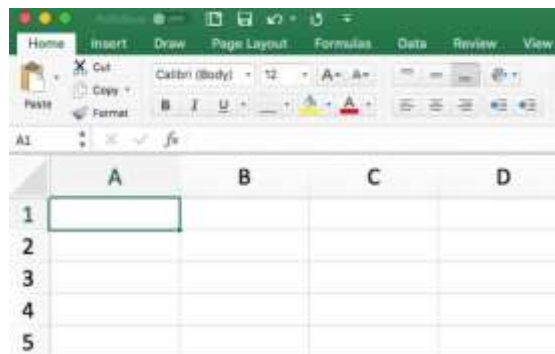 Home Insert Draw Page Layout Formulas Data Review View
Cut
Calibri (Body) 12 A A
Copy
Paste
Format
B I U A
A1 fx
A B C D
1
2
3
4
5